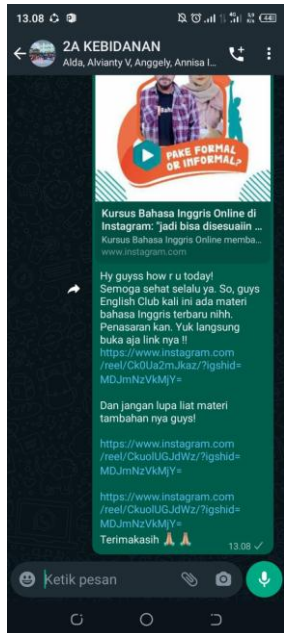 13.08
44
2A KEBIDANAN
Alda, Alvianty V, Anggely, Annisa I...
PAKE FORMAL
OR INFORMAL?
Kursus Bahasa Inggris Online di
Instagram: "jadi bisa disesuaiin ...
Kursus Bahasa Inggris Online memba...
www.instagram.com
Hy guyss how r u today!
Semoga sehat selalu ya. So, guys
English Club kali ini ada materi
bahasa Inggris terbaru nihh.
Penasaran kan. Yuk langsung
buka aja link nya !!
https://www.instagram.com
/reel/Ck0Ua2mJkaz/?igshid=
MDJmNzVkMjY=
Dan jangan lupa liat materi
tambahan nya guys!
https://www.instagram.com
/reel/CkuolUGJdWz/?igshid=
MDJmNzVkMjY=
https://www.instagram.com
/reel/CkuolUGJdWz/?igshid=
MDJmNzVkMjY=
Terimakasih 🙏🏼 🙏🏼
13.08
Ketik pesan